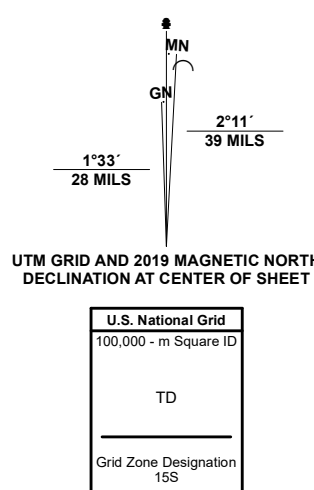 MN
GN
2°11´
39 MILS
1°33´
28 MILS
UTM GRID AND 2019 MAGNETIC NORTH
DECLINATION AT CENTER OF SHEET
U.S. National Grid
100,000 - m Square ID
TD
Grid Zone Designation
15S